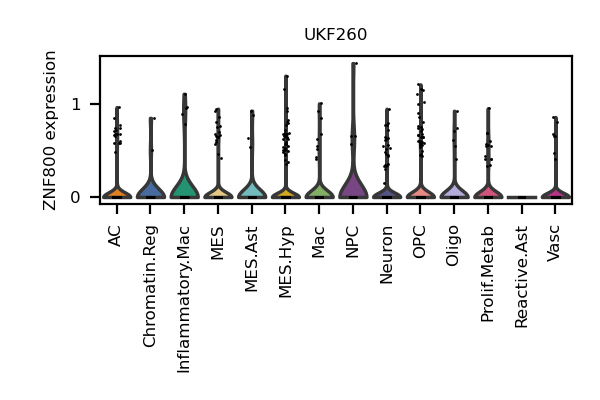 UKF260
ZNF800 expression
1
0
AC
Chromatin.Reg
Inflammatory.Mac
MES
MES.Ast
MES.Hyp
Mac
NPC
Neuron
OPC
Oligo
Prolif.Metab
Reactive.Ast
Vasc